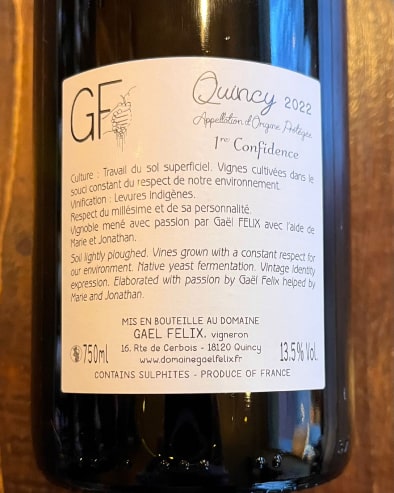 GF
Quincy 2022
Appellation d'Origine Protégée
1re Confidence
Culture : Travail du sol superficiel. Vignes cultivées dans le
souci constant du respect de notre environnement.
Vinification : Levures indigènes.
Respect du millésime et de sa personnalité.
Vignoble mené avec passion par Gaël FELIX avec l'aide de
Marie et Jonathan.
Soil lightly ploughed. Vines grown with a constant respect for
our environment. Native yeast fermentation. Vintage identity
expression. Elaborated with passion by Gaël Felix helped by
Marie and Jonathan.
MIS EN BOUTEILLE AU DOMAINE
GAEL FELIX, vigneron
16, Rte de Cerbois - 18120 Quincy
www.domainegaelfelix.fr
750ml
13.5% Vol.
CONTAINS SULPHITES - PRODUCE OF FRANCE